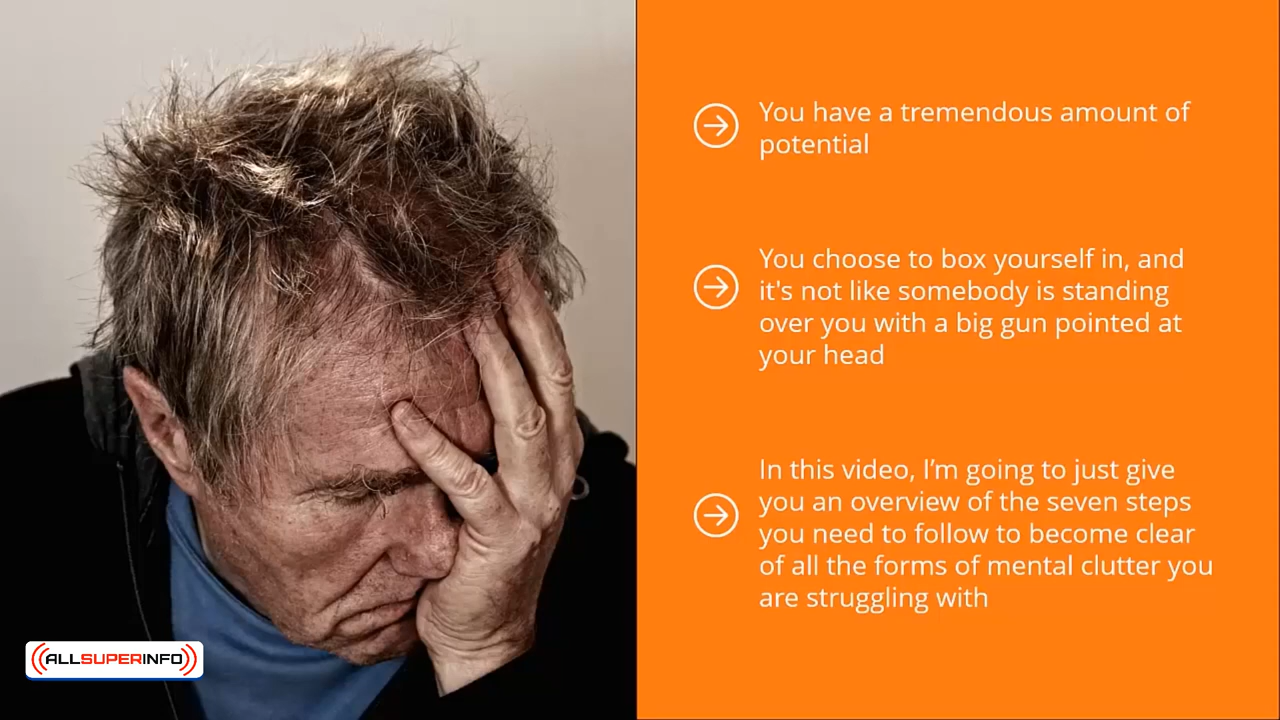 You have a tremendous amount of
potential
You choose to box yourself in, and
it's not like somebody is standing
over you with a big gun pointed at
your head
In this video, I’m going to just give
you an overview of the seven steps
you need to follow to become clear
of all the forms of mental clutter you
are struggling with
ALLSUPERINFO